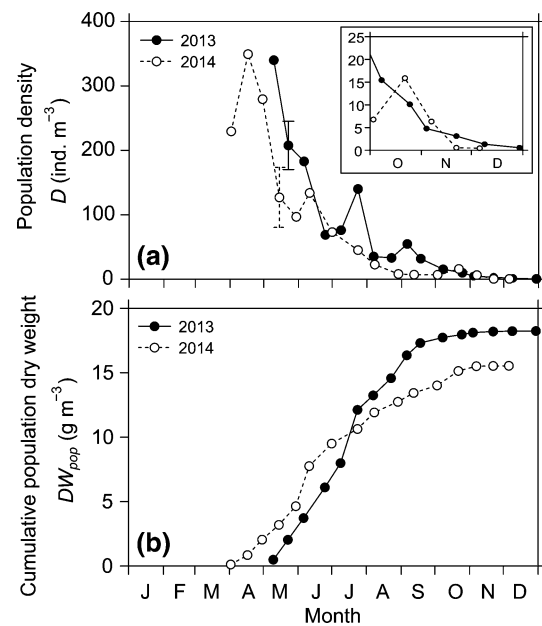 400
300
200
100
0
Population density
D (ind. m⁻³)
2013
2014
(a)
25
20
15
10
5
0
O N D
20
15
10
5
0
Cumulative population dry weight
DWpop (g m⁻³)
2013
2014
(b)
J F M A M J J A S O N D
Month